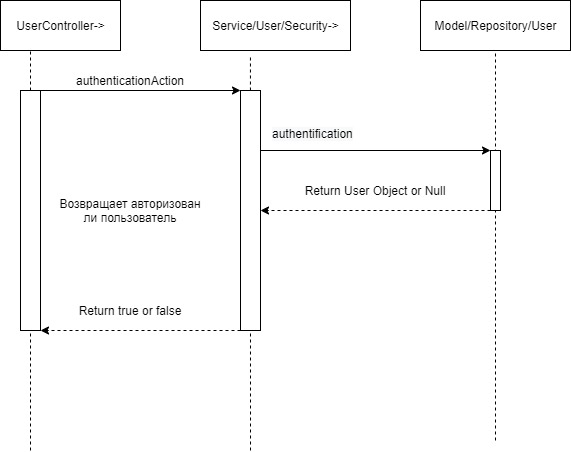 UserController->
Service/User/Security->
Model/Repository/User
authenticationAction
authentification
Return User Object or Null
Возвращает авторизован
ли пользователь
Return true or false